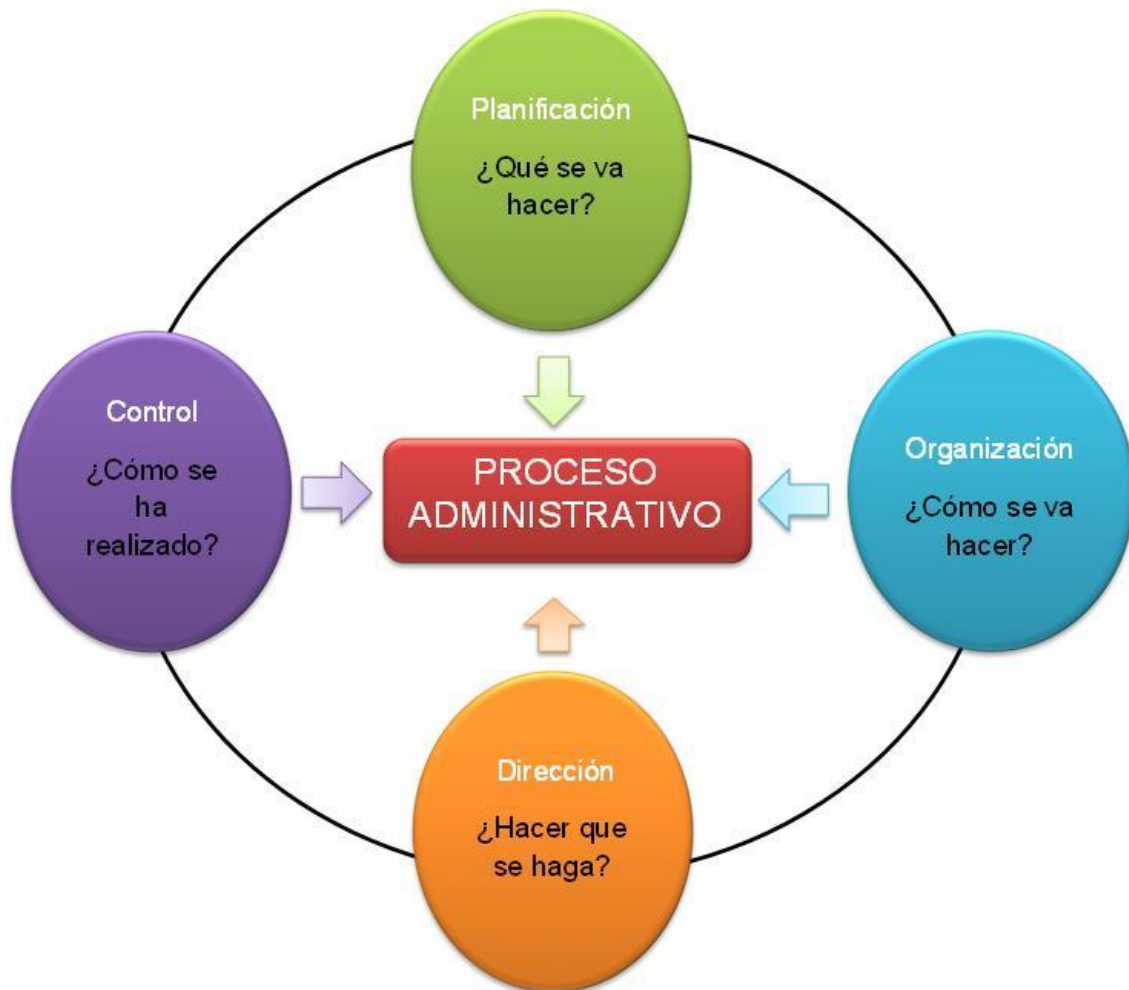 Planificación
¿Qué se va
hacer?
Control
¿Cómo se
ha
realizado?
PROCESO
ADMINISTRATIVO
Organización
¿Cómo se va
hacer?
Dirección
¿Hacer que
se haga?